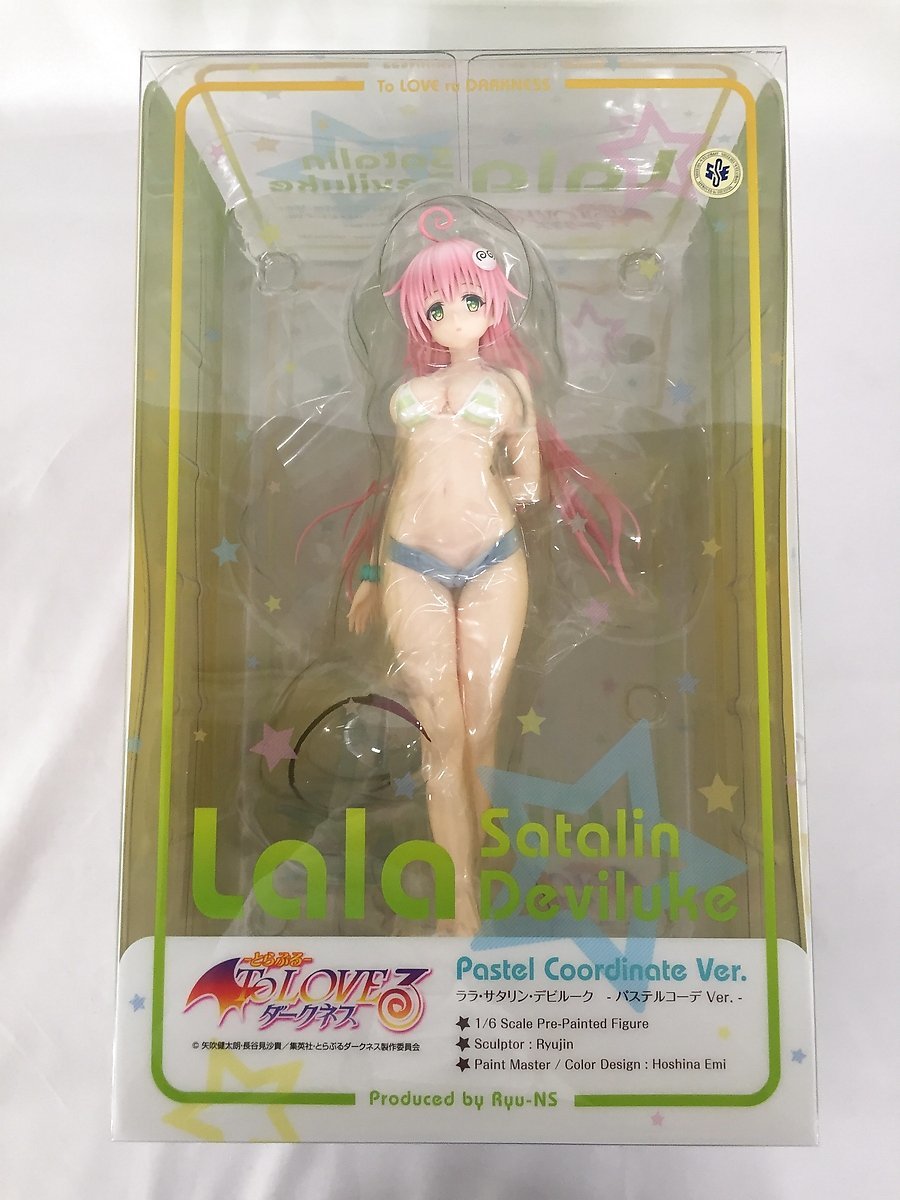 To LOVE ru DARKNESS
Lala
Satalin
Deviluke
Lala
Satalin
Deviluke
-とらぶる-
To LOVEる
ダークネス
© 矢吹健太朗・長谷見沙貴／集英社・とらぶるダークネス製作委員会
Pastel Coordinate Ver.
ララ・サタリン・デビルーク - パステルコーデ Ver. -
★ 1/6 Scale Pre-Painted Figure
★ Sculptor : Ryujin
★ Paint Master / Color Design : Hoshina Emi
Produced by Ryu-NS